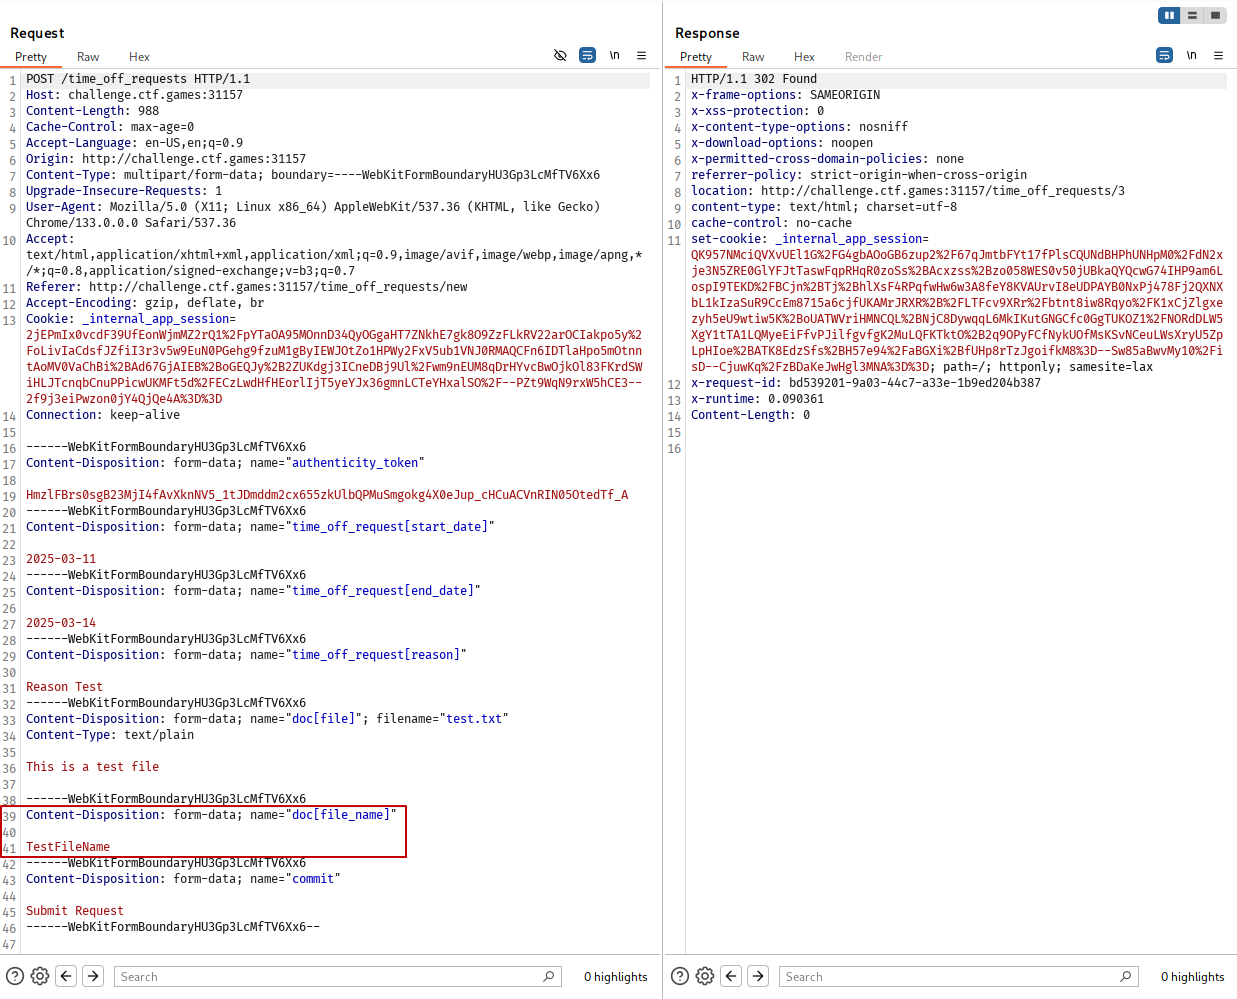 Request
Pretty Raw Hex \n
1 POST /time_off_requests HTTP/1.1
2 Host: challenge.ctf.games:31157
3 Content-Length: 988
4 Cache-Control: max-age=0
5 Accept-Language: en-US,en;q=0.9
6 Origin: http://challenge.ctf.games:31157
7 Content-Type: multipart/form-data; boundary=----WebKitFormBoundaryHU3Gp3LcMfTV6Xx6
8 Upgrade-Insecure-Requests: 1
9 User-Agent: Mozilla/5.0 (X11; Linux x86_64) AppleWebKit/537.36 (KHTML, like Gecko)
Chrome/133.0.0.0 Safari/537.36
10 Accept:
text/html,application/xhtml+xml,application/xml;q=0.9,image/avif,image/webp,image/apng,*
/*;q=0.8,application/signed-exchange;v=b3;q=0.7
11 Referer: http://challenge.ctf.games:31157/time_off_requests/new
12 Accept-Encoding: gzip, deflate, br
13 Cookie: _internal_app_session=
2jEPmIx0vcdF39UfEonWjmMZ2rQ1%2FpYTaOA95MOnnD34QyOGgaHT7ZNkhE7gk8O9ZzFLkRV22arOCIakpo5y%2
FoLivIaCdsfJZfiI3r3v5w9EuN0PGehg9fzuM1gByIEWJOtZo1HPWy2FxV5ub1VNJ0RMAQCFn6IDTlaHpo5mOtnn
tAoMV0VaChBi%2BAd67GjAIEB%2BoGEQJy%2B2ZUKdgj3ICneDBj9Ul%2Fwm9nEUM8qDrHYvcBwOjkOl83FKrdSW
iHLJTcnqbCnuPPicwUKMFt5d%2FECzLwdHfHEorlIjT5yeYJx36gmnLCTeYHxalSO%2F--PZt9WqN9rxW5hCE3--
2f9j3eiPwzon0jY4QjQe4A%3D%3D
14 Connection: keep-alive
15
16 ------WebKitFormBoundaryHU3Gp3LcMfTV6Xx6
17 Content-Disposition: form-data; name="authenticity_token"
18
19 HmzlFBrs0sgB23MjI4fAvXknNV5_1tJDmddm2cx655zkUlbQPMuSmgokg4X0eJup_cHCuACVnRIN05OtedTf_A
20 ------WebKitFormBoundaryHU3Gp3LcMfTV6Xx6
21 Content-Disposition: form-data; name="time_off_request[start_date]"
22
23 2025-03-11
24 ------WebKitFormBoundaryHU3Gp3LcMfTV6Xx6
25 Content-Disposition: form-data; name="time_off_request[end_date]"
26
27 2025-03-14
28 ------WebKitFormBoundaryHU3Gp3LcMfTV6Xx6
29 Content-Disposition: form-data; name="time_off_request[reason]"
30
31 Reason Test
32 ------WebKitFormBoundaryHU3Gp3LcMfTV6Xx6
33 Content-Disposition: form-data; name="doc[file]"; filename="test.txt"
34 Content-Type: text/plain
35
36 This is a test file
37
38 ------WebKitFormBoundaryHU3Gp3LcMfTV6Xx6
39 Content-Disposition: form-data; name="doc[file_name]"
40
41 TestFileName
42 ------WebKitFormBoundaryHU3Gp3LcMfTV6Xx6
43 Content-Disposition: form-data; name="commit"
44
45 Submit Request
46 ------WebKitFormBoundaryHU3Gp3LcMfTV6Xx6--
47
Search 0 highlights
Response
Pretty Raw Hex Render \n
1 HTTP/1.1 302 Found
2 x-frame-options: SAMEORIGIN
3 x-xss-protection: 0
4 x-content-type-options: nosniff
5 x-download-options: noopen
6 x-permitted-cross-domain-policies: none
7 referrer-policy: strict-origin-when-cross-origin
8 location: http://challenge.ctf.games:31157/time_off_requests/3
9 content-type: text/html; charset=utf-8
10 cache-control: no-cache
11 set-cookie: _internal_app_session=
QK957NMciQVXvUEl1G%2FG4gbAOoGB6zup2%2F67qJmtbFYt17fPlsCQUNdBHPhUNHpM0%2FdN2x
je3N5ZRE0GlYFJtTaswFqpRHqR0zoSs%2BAcxzss%2Bzo058WES0v50jUBkaQYQcwG74IHP9am6L
ospI9TEKD%2FBCjn%2BTj%2BhlXsF4RPqfwHw6w3A8feY8KVAUrvI8eUDPAYB0NxPj478Fj2QXNX
bL1kIzaSuR9CcEm8715a6cjfUKAMrJRXR%2B%2FLTFcv9XRr%2Fbtnt8iw8Rqyo%2FK1xCjZlgxe
zyh5eU9wtiw5K%2BoUATWVriHMNCQL%2BNjC8DywqqL6MkIKutGNGCfc0GgTUKOZ1%2FNORdDLW5
XgY1tTA1LQMyeEiFfvPJilfgvfgK2MuLQFKTktO%2B2q9OPyFCfNykUOfMsKSvNCeuLWsXryU5Zp
LpHIoe%2BATK8EdzSfs%2BH57e94%2FaBGXi%2BfUHp8rTzJgoifkM8%3D--Sw85aBwvMy10%2Fi
sD--CjuwKq%2FzBDaKeJwHgl3MNA%3D%3D; path=/; httponly; samesite=lax
12 x-request-id: bd539201-9a03-44c7-a33e-1b9ed204b387
13 x-runtime: 0.090361
14 Content-Length: 0
15
16
Search 0 highlights